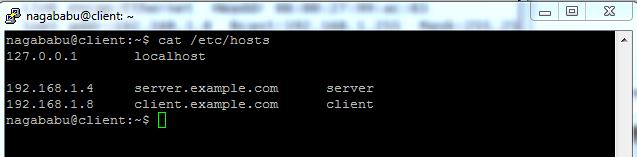 nagababu@client: ~
nagababu@client:~$ cat /etc/hosts
127.0.0.1 localhost
192.168.1.4 server.example.com server
192.168.1.8 client.example.com client
nagababu@client:~$